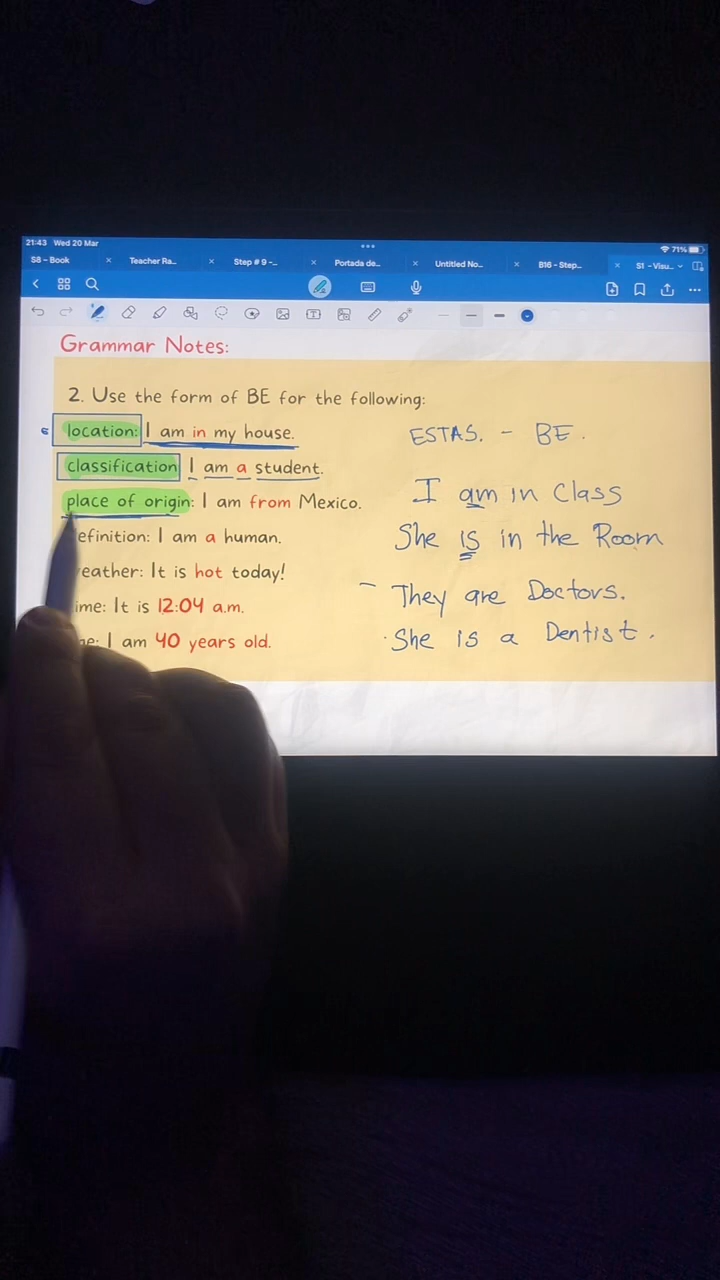 21:43 Wed 20 Mar
71%
S8 - Book
Teacher Ra...
Step # 9 -...
Portada de...
Untitled No...
B16 - Step...
S1 - Visu...
Grammar Notes:
2. Use the form of BE for the following:
location: I am in my house.
classification I am a student.
place of origin: I am from Mexico.
efinition: I am a human.
eather: It is hot today!
ime: It is 12:04 a.m.
ge: I am 40 years old.
ESTAS. - BE.
I am in Class
She is in the Room
- They are Doctors.
. She is a Dentist.